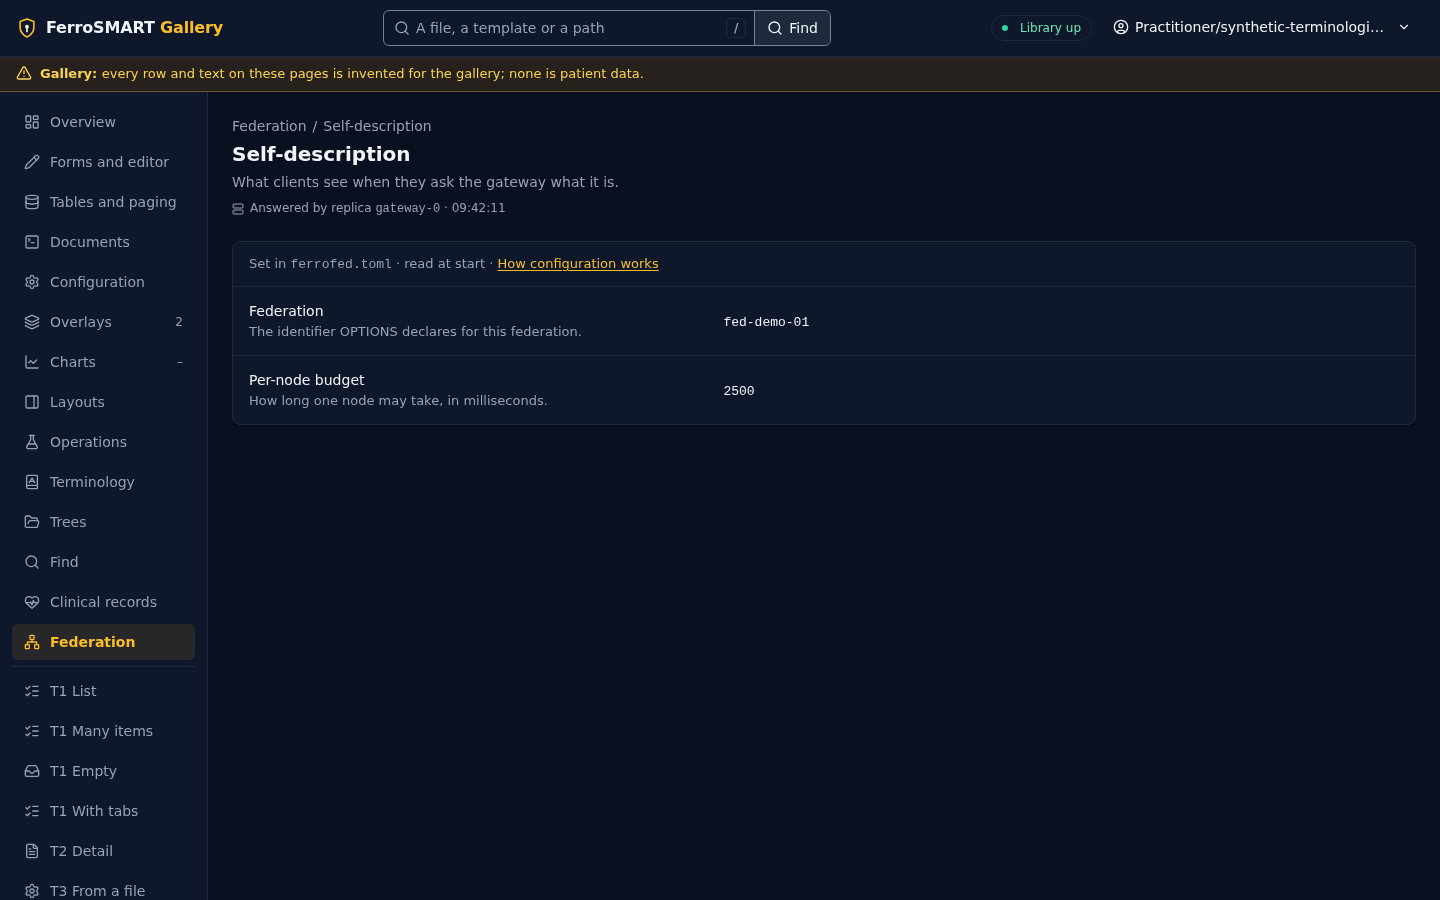 FerroSMART Gallery
A file, a template or a path
/
Find
Library up
Practitioner/synthetic-terminologi…
Gallery: every row and text on these pages is invented for the gallery; none is patient data.
Overview
Forms and editor
Tables and paging
Documents
Configuration
Overlays 2
Charts –
Layouts
Operations
Terminology
Trees
Find
Clinical records
Federation
T1 List
T1 Many items
T1 Empty
T1 With tabs
T2 Detail
T3 From a file
Federation / Self-description
Self-description
What clients see when they ask the gateway what it is.
Answered by replica gateway-0 · 09:42:11
Set in ferrofed.toml · read at start · How configuration works
Federation
The identifier OPTIONS declares for this federation.
fed-demo-01
Per-node budget
How long one node may take, in milliseconds.
2500